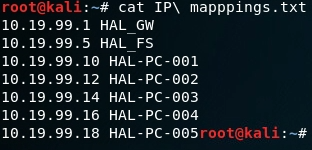 root@kali:~# cat IP\ mapppings.txt
10.19.99.1 HAL_GW
10.19.99.5 HAL_FS
10.19.99.10 HAL-PC-001
10.19.99.12 HAL-PC-002
10.19.99.14 HAL-PC-003
10.19.99.16 HAL-PC-004
10.19.99.18 HAL-PC-005root@kali:~#